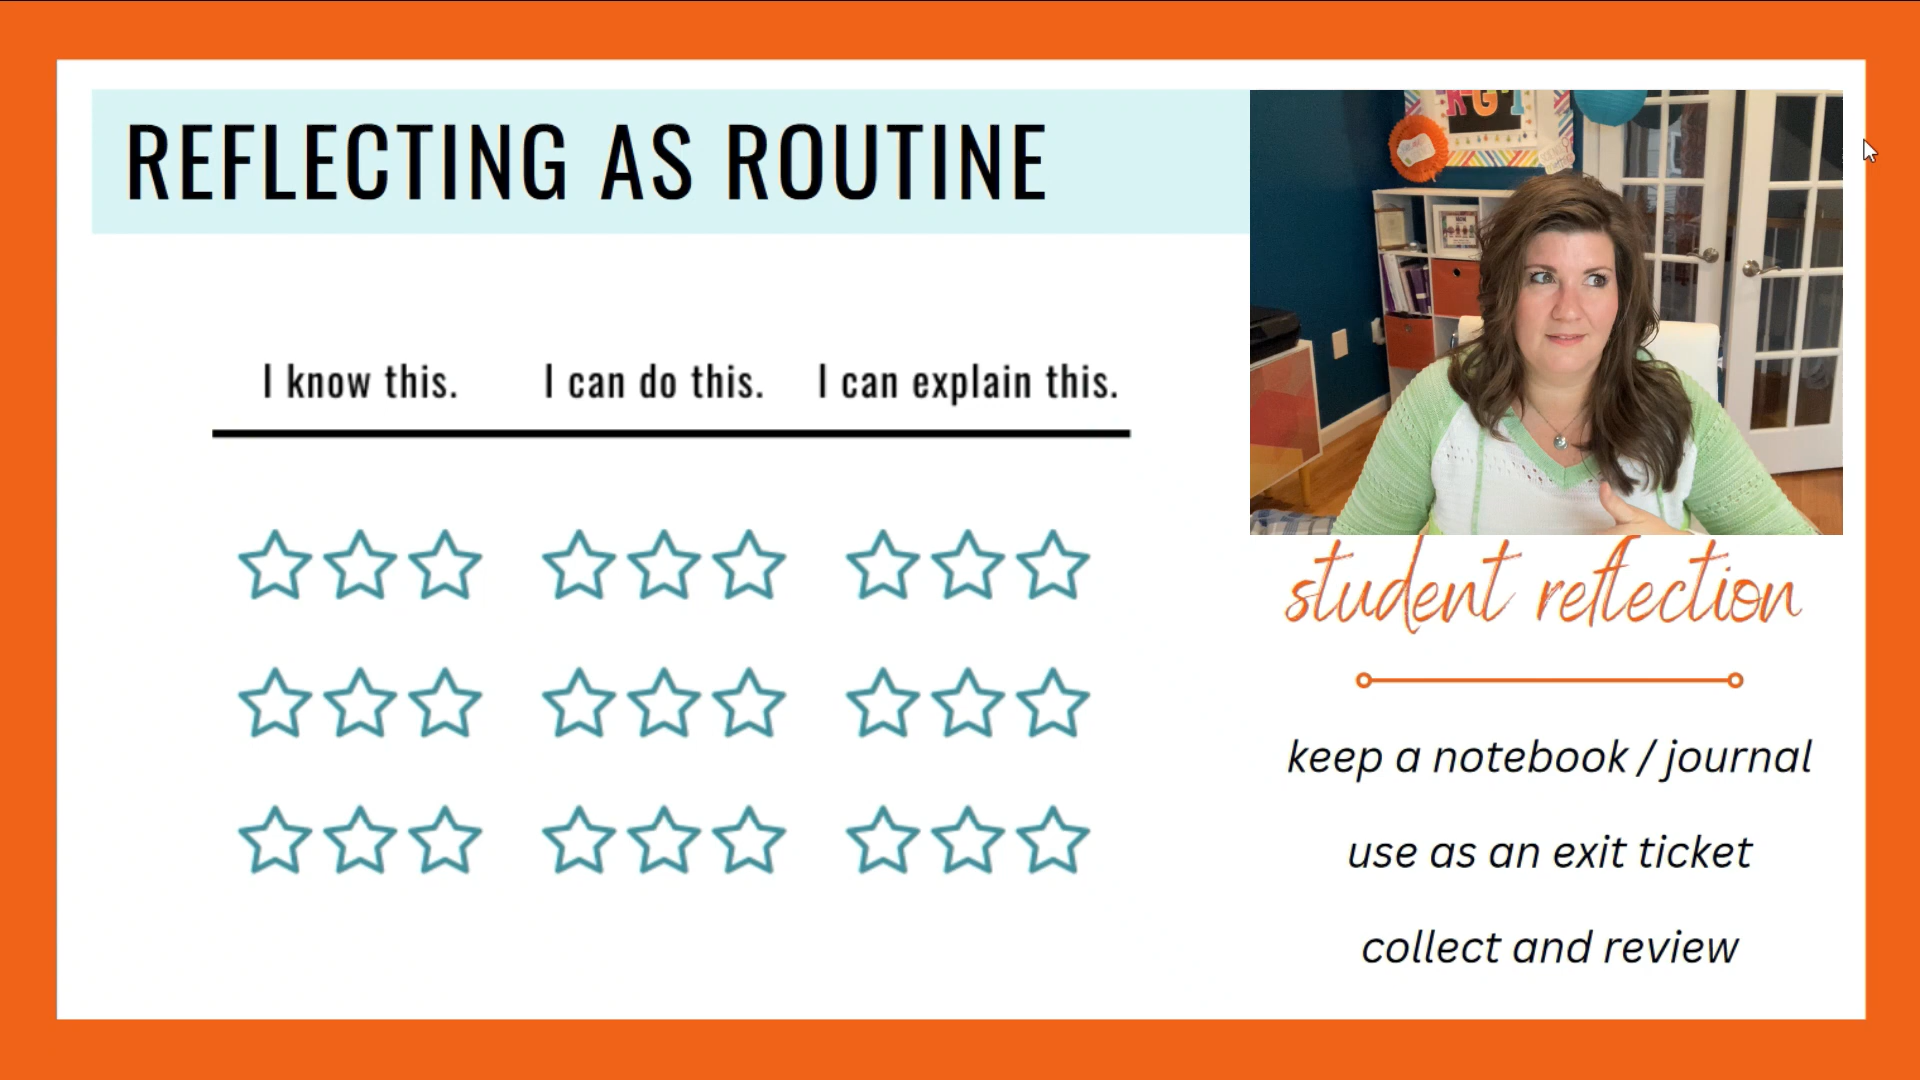 REFLECTING AS ROUTINE
I know this. I can do this. I can explain this.
student reflection
keep a notebook / journal
use as an exit ticket
collect and review